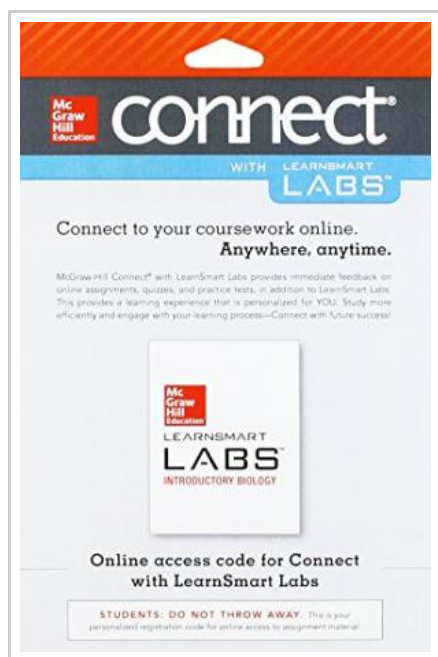 Mc
Graw
Hill
Education
connect®
WITH LEARNSMART
LABS™
Connect to your coursework online.
Anywhere, anytime.
McGraw-Hill Connect® with LearnSmart Labs provides immediate feedback on
online assignments, quizzes, and practice tests, in addition to LearnSmart Labs.
This provides a learning experience that is personalized for YOU. Study more
efficiently and engage with your learning process—Connect with future success!
Mc
Graw
Hill
Education
LEARNSMART
LABS™
INTRODUCTORY BIOLOGY
Online access code for Connect
with LearnSmart Labs
STUDENTS: DO NOT THROW AWAY. This is your
personalized registration code for online access to assignment material.